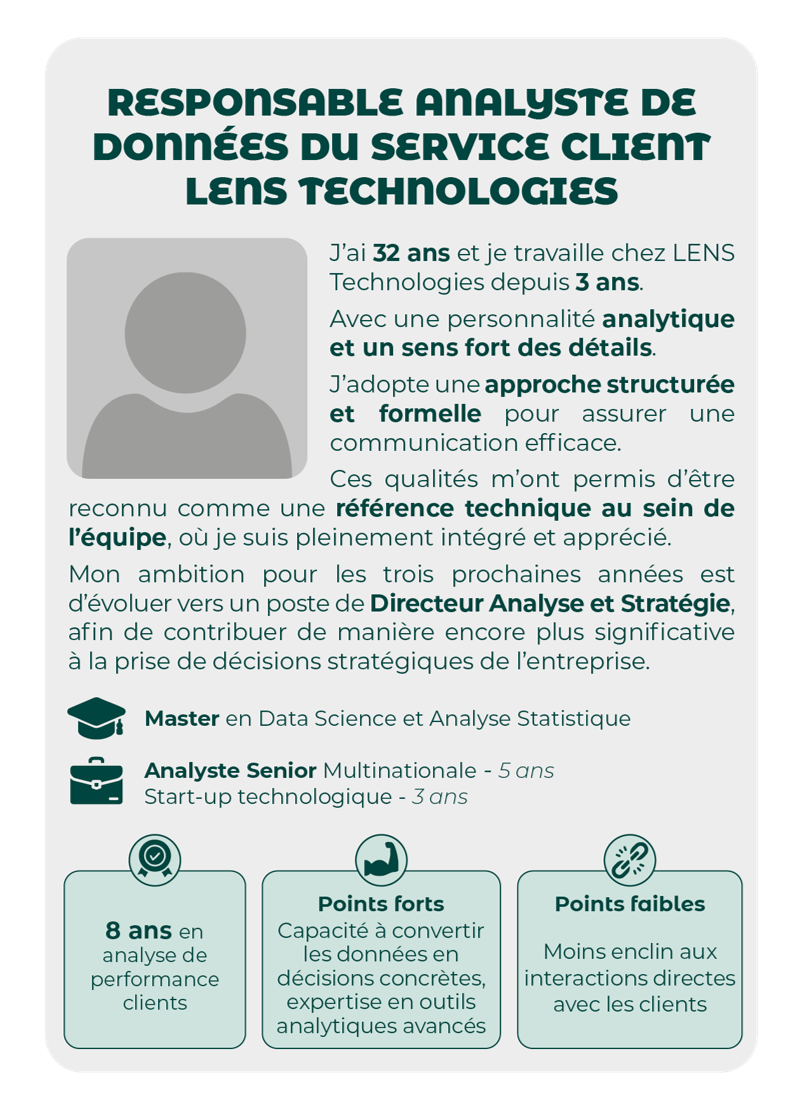 RESPONSABLE ANALYSTE DE
DONNÉES DU SERVICE CLIENT
LENS TECHNOLOGIES
J'ai 32 ans et je travaille chez LENS
Technologies depuis 3 ans.
Avec une personnalité analytique
et un sens fort des détails.
J'adopte une approche structurée
et formelle pour assurer une
communication efficace.
Ces qualités m'ont permis d'être
reconnu comme une référence technique au sein de
l'équipe, où je suis pleinement intégré et apprécié.
Mon ambition pour les trois prochaines années est
d'évoluer vers un poste de Directeur Analyse et Stratégie,
afin de contribuer de manière encore plus significative
à la prise de décisions stratégiques de l'entreprise.
Master en Data Science et Analyse Statistique
Analyste Senior Multinationale - 5 ans
Start-up technologique - 3 ans
8 ans en
analyse de
performance
clients
Points forts
Capacité à convertir
les données en
décisions concrètes,
expertise en outils
analytiques avancés
Points faibles
Moins enclin aux
interactions directes
avec les clients